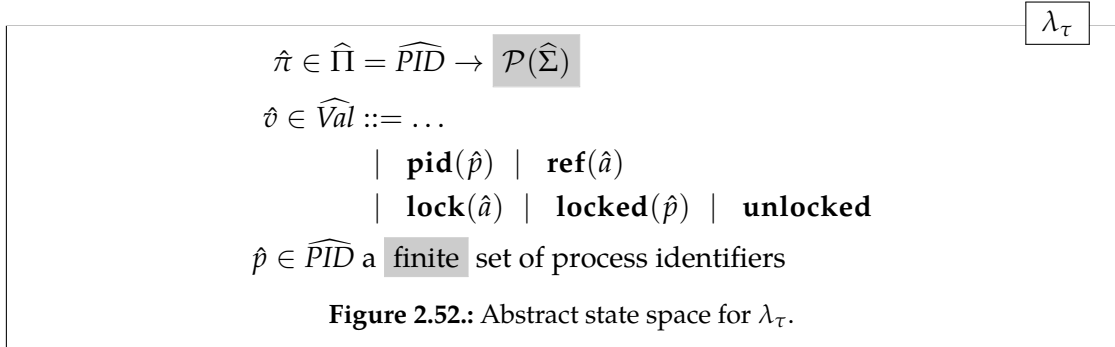 λ_τ
π̂ ∈ Π̂ = P̂ID̂ → 𝒫(Σ̂)
v̂ ∈ V̂al ::= …
| pid(p̂) | ref(â)
| lock(â) | locked(p̂) | unlocked
p̂ ∈ P̂ID̂ a finite set of process identifiers
Figure 2.52.: Abstract state space for λ_τ.